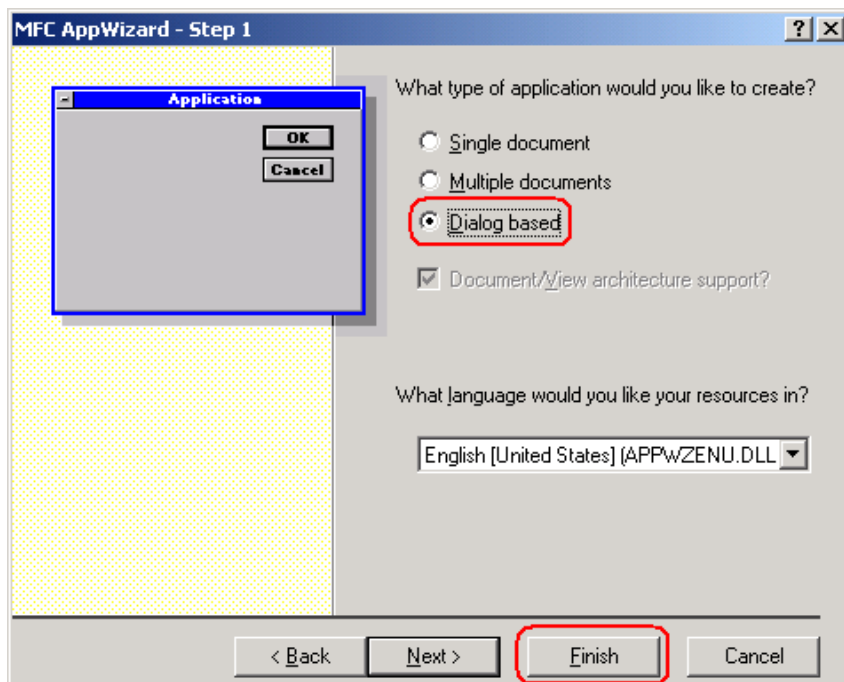 MFC AppWizard - Step 1
Application
OK
Cancel
What type of application would you like to create?
Single document
Multiple documents
Dialog based
Document/View architecture support?
What language would you like your resources in?
English [United States] (APPWZENU.DLL
< Back
Next >
Finish
Cancel